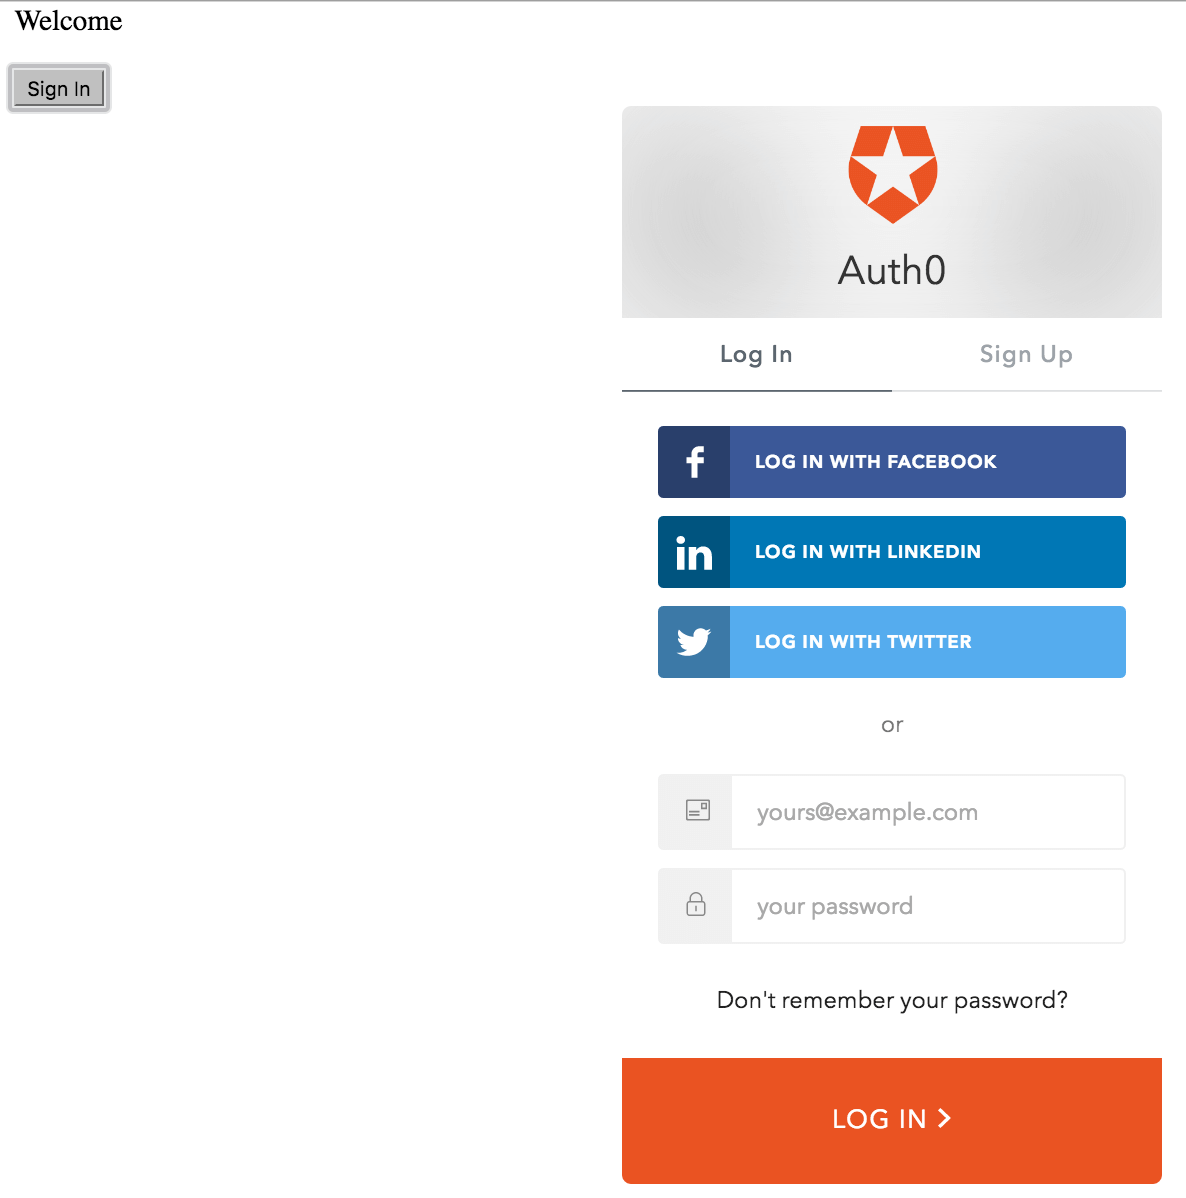 Welcome
Sign In
Auth0
Log In
Sign Up
LOG IN WITH FACEBOOK
in
LOG IN WITH LINKEDIN
LOG IN WITH TWITTER
or
yours@example.com
your password
Don't remember your password?
LOG IN